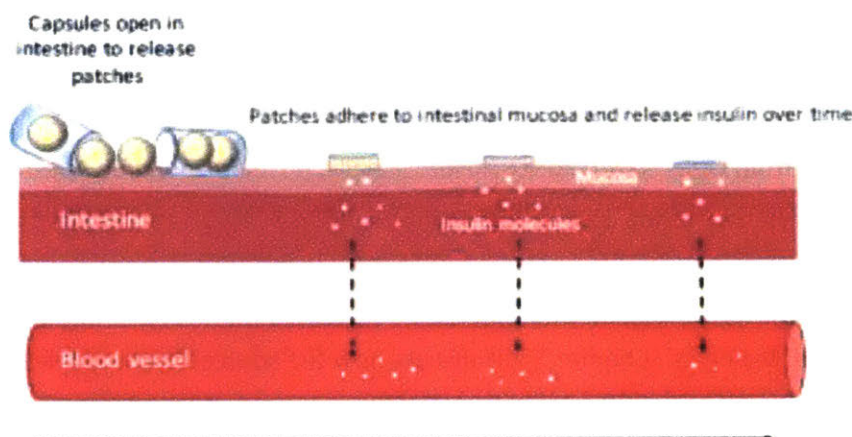 Capsules open in
intestine to release
patches
Patches adhere to intestinal mucosa and release insulin over time
Mucosa
Intestine
Insulin molecules
Blood vessel